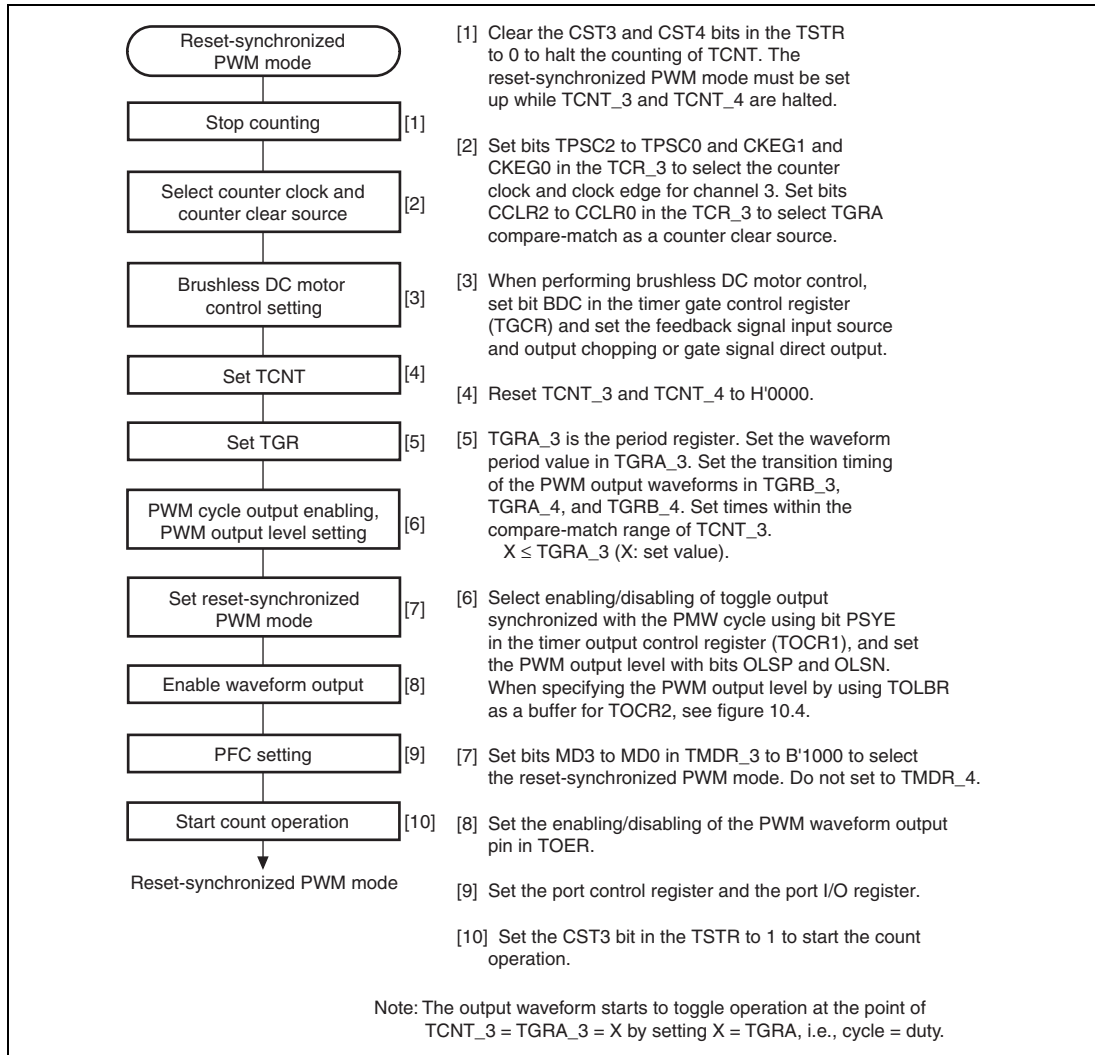 Reset-synchronized
PWM mode
Stop counting
[1]
Select counter clock and
counter clear source
[2]
Brushless DC motor
control setting
[3]
Set TCNT
[4]
Set TGR
[5]
PWM cycle output enabling,
PWM output level setting
[6]
Set reset-synchronized
PWM mode
[7]
Enable waveform output
[8]
PFC setting
[9]
Start count operation
[10]
Reset-synchronized PWM mode
[1] Clear the CST3 and CST4 bits in the TSTR
to 0 to halt the counting of TCNT. The
reset-synchronized PWM mode must be set
up while TCNT_3 and TCNT_4 are halted.
[2] Set bits TPSC2 to TPSC0 and CKEG1 and
CKEG0 in the TCR_3 to select the counter
clock and clock edge for channel 3. Set bits
CCLR2 to CCLR0 in the TCR_3 to select TGRA
compare-match as a counter clear source.
[3] When performing brushless DC motor control,
set bit BDC in the timer gate control register
(TGCR) and set the feedback signal input source
and output chopping or gate signal direct output.
[4] Reset TCNT_3 and TCNT_4 to H'0000.
[5] TGRA_3 is the period register. Set the waveform
period value in TGRA_3. Set the transition timing
of the PWM output waveforms in TGRB_3,
TGRA_4, and TGRB_4. Set times within the
compare-match range of TCNT_3.
X ≤ TGRA_3 (X: set value).
[6] Select enabling/disabling of toggle output
synchronized with the PMW cycle using bit PSYE
in the timer output control register (TOCR1), and set
the PWM output level with bits OLSP and OLSN.
When specifying the PWM output level by using TOLBR
as a buffer for TOCR2, see figure 10.4.
[7] Set bits MD3 to MD0 in TMDR_3 to B'1000 to select
the reset-synchronized PWM mode. Do not set to TMDR_4.
[8] Set the enabling/disabling of the PWM waveform output
pin in TOER.
[9] Set the port control register and the port I/O register.
[10] Set the CST3 bit in the TSTR to 1 to start the count
operation.
Note: The output waveform starts to toggle operation at the point of
TCNT_3 = TGRA_3 = X by setting X = TGRA, i.e., cycle = duty.